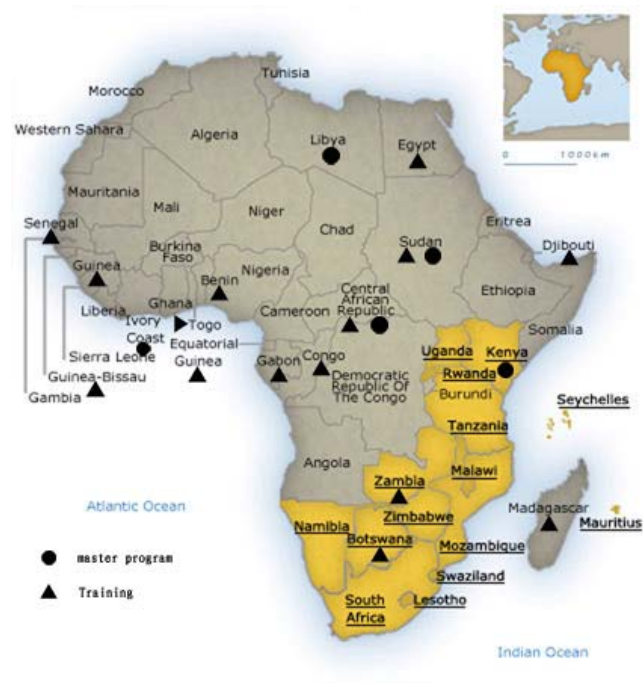 Tunisia
Morocco
Western Sahara
Algeria
Libya
Egypt
Mauritania
Mali
Niger
Chad
Eritrea
Senegal
Sudan
Djibouti
Burkina
Faso
Guinea
Benin
Nigeria
Ethiopia
Central
African
Republic
Ghana
Liberia
Cameroon
Ivory
Coast
Togo
Somalia
Equatorial
Guinea
Uganda
Kenya
Sierra Leone
Gabon
Congo
Rwanda
Democratic
Republic Of
The Congo
Guinea-Bissau
Burundi
Gambia
Seychelles
Tanzania
Angola
Malawi
Zambia
Atlantic Ocean
Madagascar
Zimbabwe
Mauritius
Namibia
Botswana
Mozambique
master program
Swaziland
Training
South
Africa
Lesotho
Indian Ocean
0 1000km